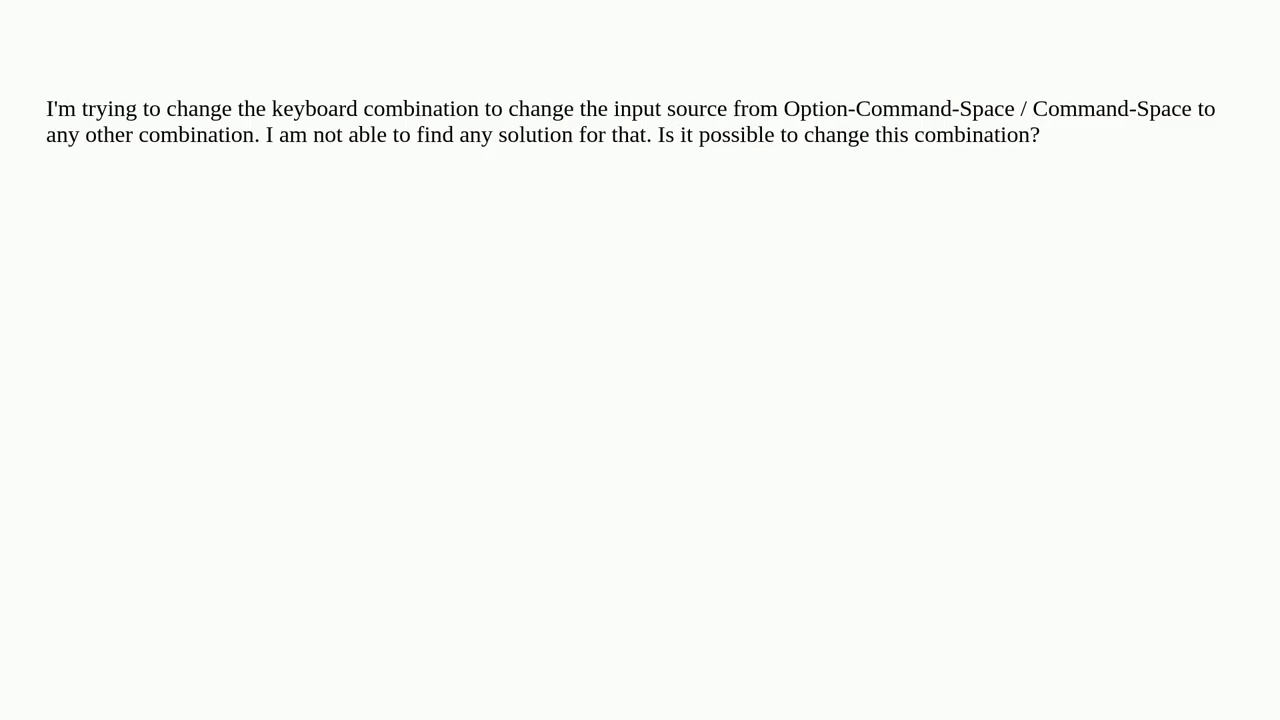 I'm trying to change the keyboard combination to change the input source from Option-Command-Space / Command-Space to
any other combination. I am not able to find any solution for that. Is it possible to change this combination?